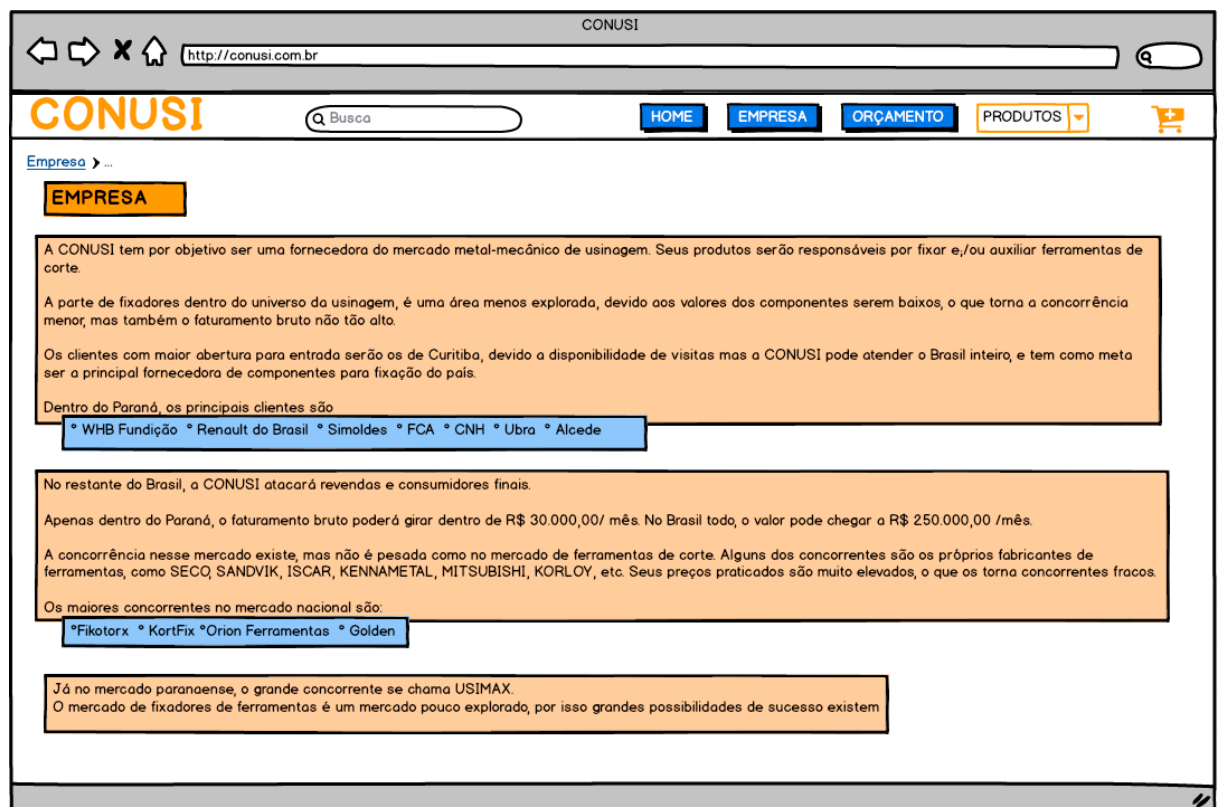 CONUSI
http://conusi.com.br
CONUSI
Busca
HOME
EMPRESA
ORÇAMENTO
PRODUTOS
Empresa ❯ ...
EMPRESA
A CONUSI tem por objetivo ser uma fornecedora do mercado metal-mecânico de usinagem. Seus produtos serão responsáveis por fixar e;/ou auxiliar ferramentas de
corte.
A parte de fixadores dentro do universo da usinagem, é uma área menos explorada, devido aos valores dos componentes serem baixos, o que torna a concorrência
menor, mas também o faturamento bruto não tão alto.
Os clientes com maior abertura para entrada serão os de Curitiba, devido a disponibilidade de visitas mas a CONUSI pode atender o Brasil inteiro, e tem como meta
ser a principal fornecedora de componentes para fixação do país.
Dentro do Paraná, os principais clientes são
° WHB Fundição ° Renault do Brasil ° Simoldes ° FCA ° CNH ° Ubra ° Alcede
No restante do Brasil, a CONUSI atacará revendas e consumidores finais.
Apenas dentro do Paraná, o faturamento bruto poderá girar dentro de R$ 30.000,00/ mês. No Brasil todo, o valor pode chegar a R$ 250.000,00 /mês.
A concorrência nesse mercado existe, mas não é pesada como no mercado de ferramentas de corte. Alguns dos concorrentes são os próprios fabricantes de
ferramentas, como SECO, SANDVIK, ISCAR, KENNAMETAL, MITSUBISHI, KORLOY, etc. Seus preços praticados são muito elevados, o que os torna concorrentes fracos.
Os maiores concorrentes no mercado nacional são:
°Fikotorx ° KortFix °Orion Ferramentas ° Golden
Já no mercado paranaense, o grande concorrente se chama USIMAX.
O mercado de fixadores de ferramentas é um mercado pouco explorado, por isso grandes possibilidades de sucesso existem